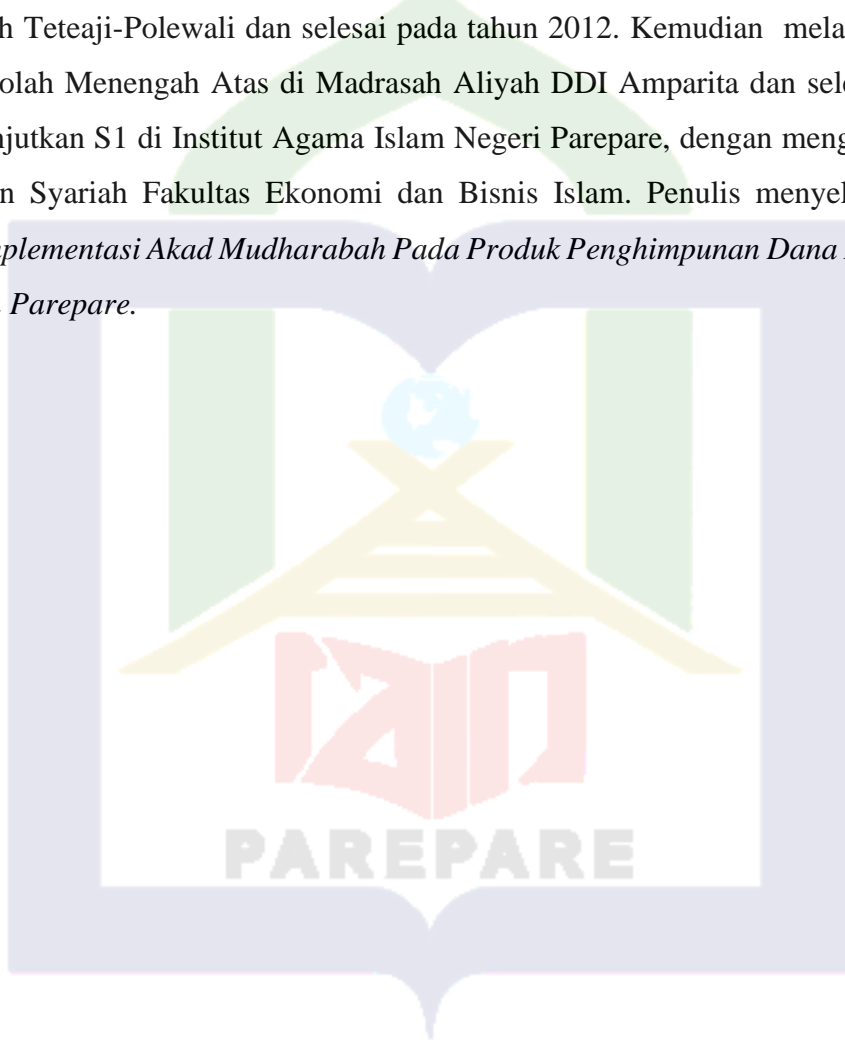 h Teteaji-Polewali dan selesai pada tahun 2012. Kemudian mela
olah Menengah Atas di Madrasah Aliyah DDI Amparita dan sele
njutkan S1 di Institut Agama Islam Negeri Parepare, dengan meng
n Syariah Fakultas Ekonomi dan Bisnis Islam. Penulis menyel
plementasi Akad Mudharabah Pada Produk Penghimpunan Dana
Parepare.
iain
PAREPARE